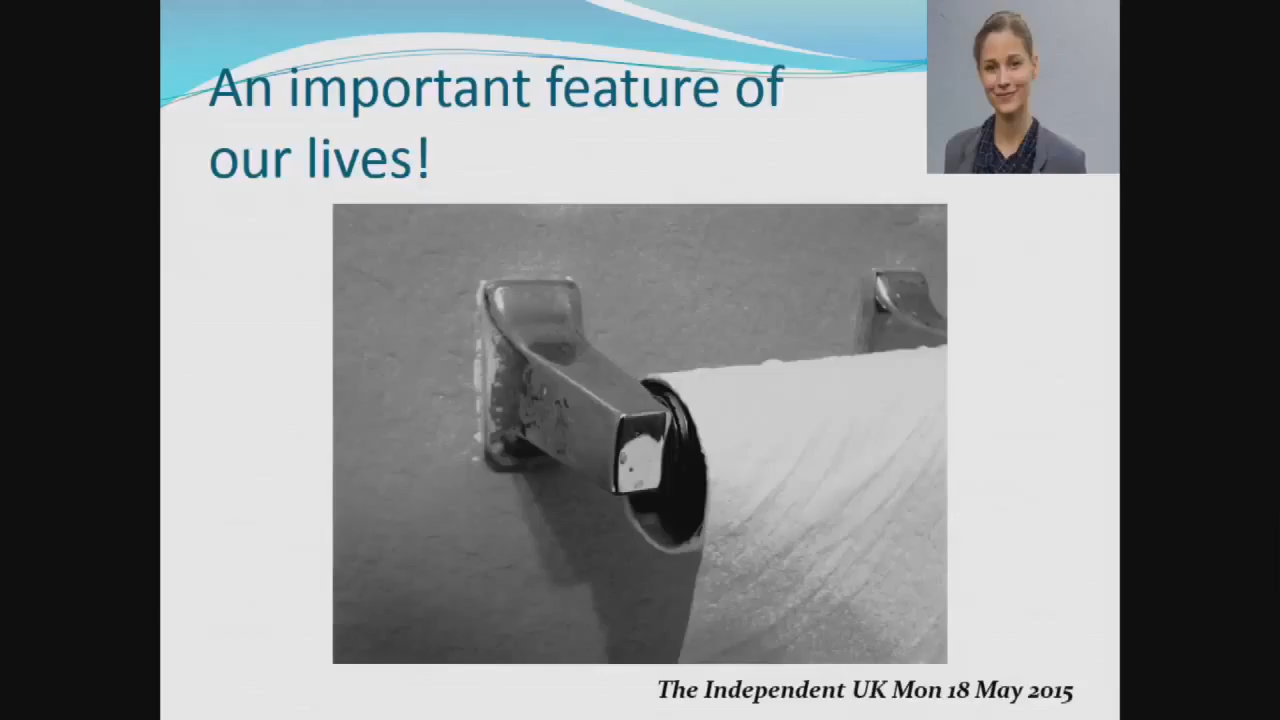 An important feature of
our lives!
The Independent UK Mon 18 May 2015